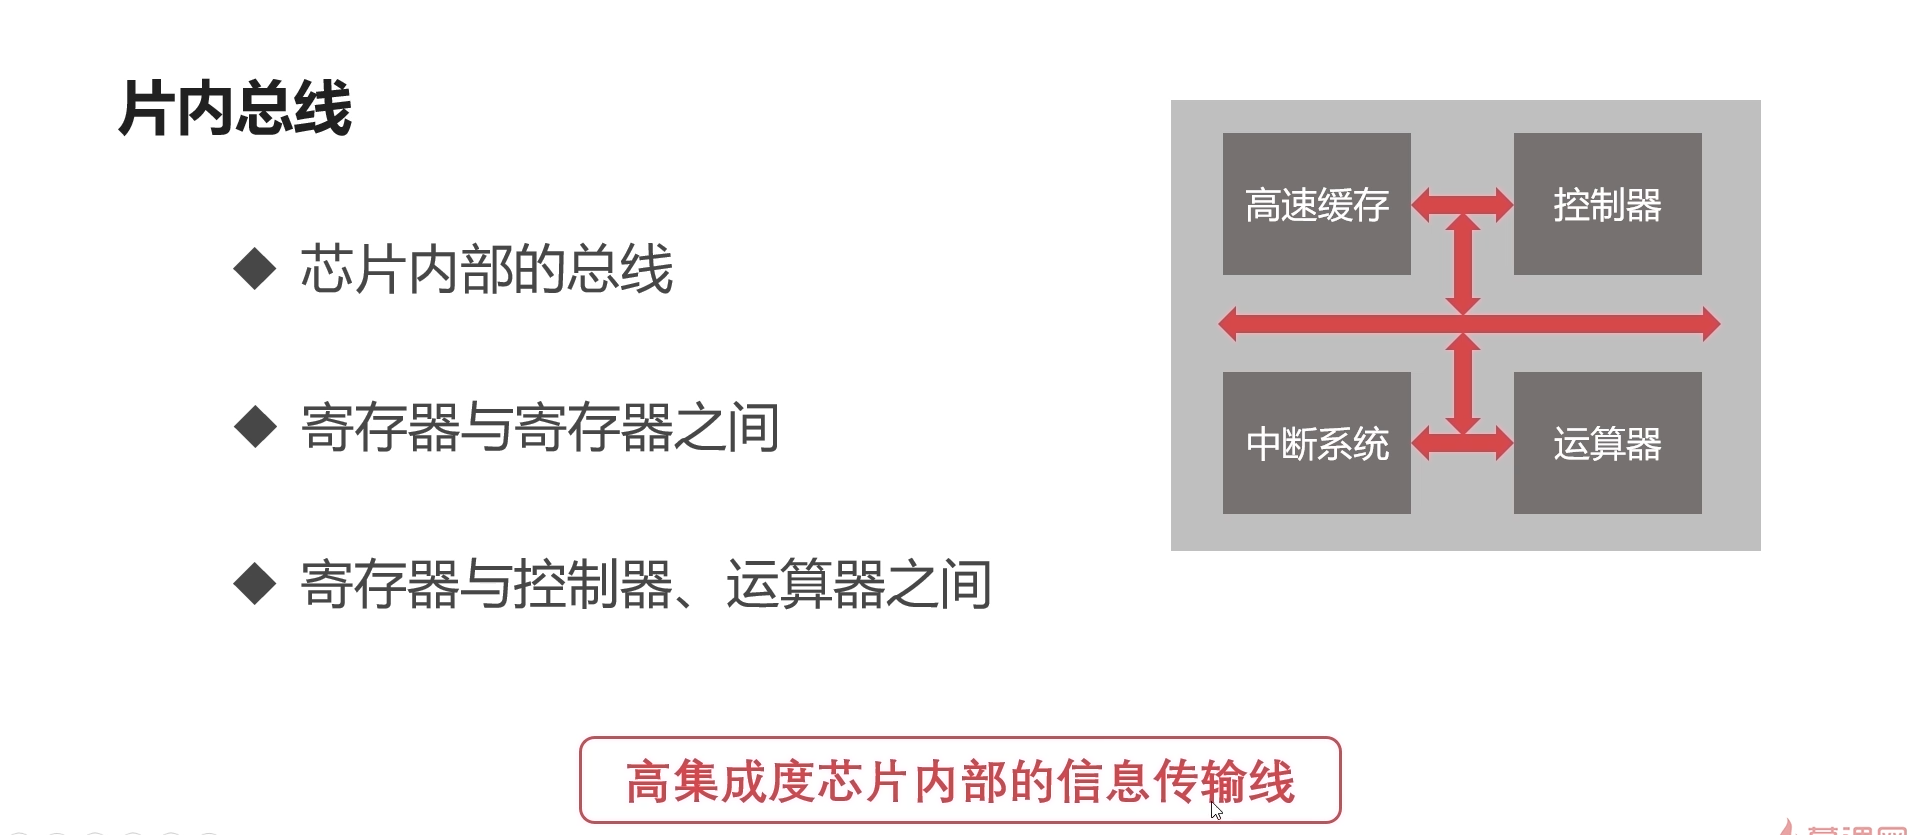 片内总线
芯片内部的总线
寄存器与寄存器之间
寄存器与控制器、运算器之间
高速缓存
控制器
中断系统
运算器
高集成度芯片内部的信息传输线